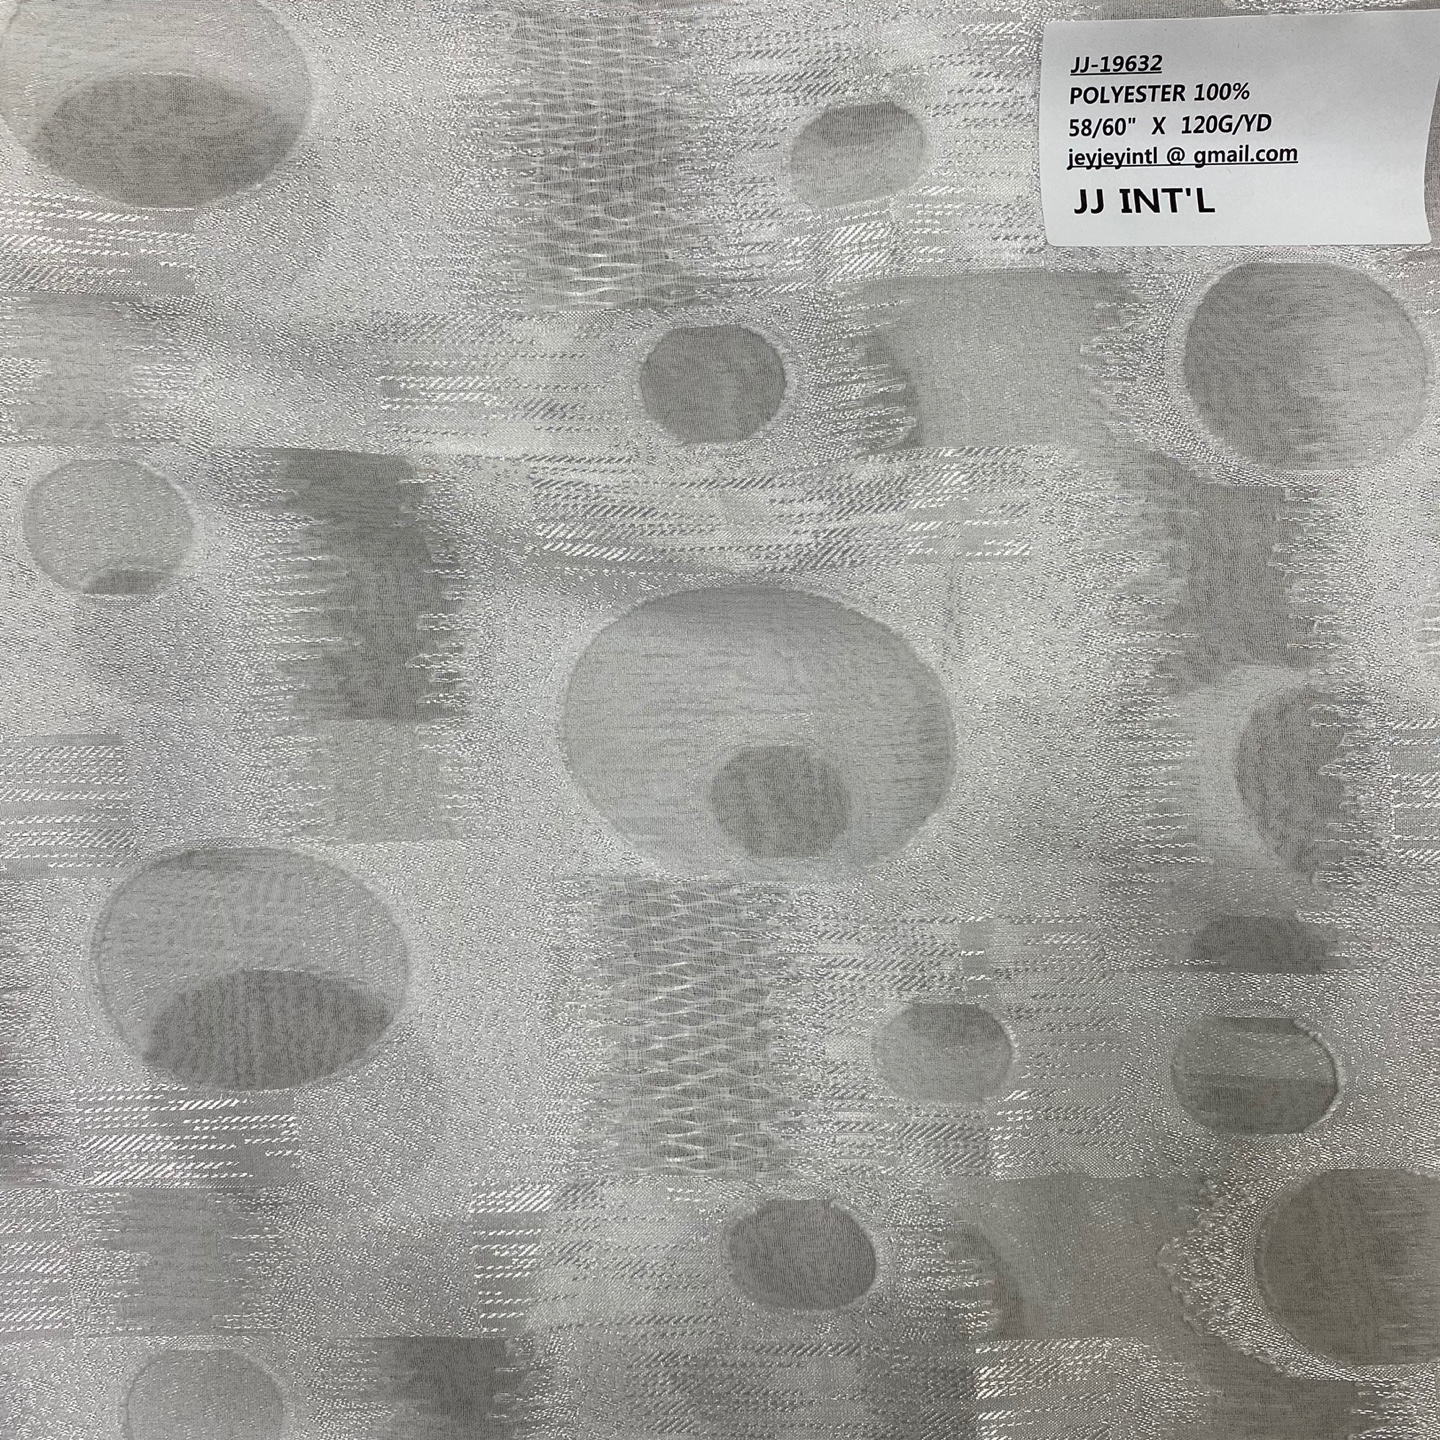 JJ-19632
POLYESTER 100%
58/60" X 120G/YD
jeyjeyintl @ gmail.com
JJ INT'L